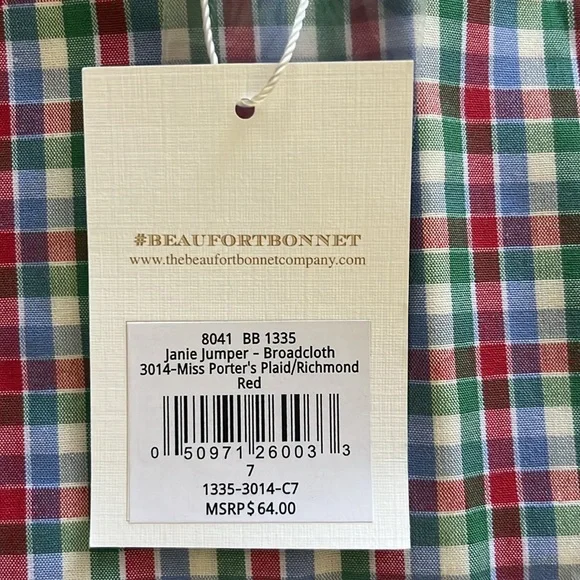 #BEAUFORTBONNET
www.thebeaufortbonnetcompany.com
8041 BB 1335
Janie Jumper - Broadcloth
3014-Miss Porter's Plaid/Richmond
Red
0 50971 26003 3
7
1335-3014-C7
MSRP$ 64.00